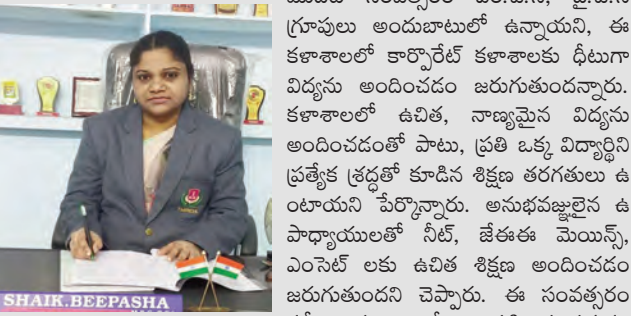 గ్రూపులు అందుబాటులో ఉన్నాయని, ఈ
కళాశాలలో కార్పొరేట్ కళాశాలకు ధీటుగా
విద్యను అందించడం జరుగుతుందన్నారు.
కళాశాలలో ఉచిత, నాణ్యమైన విద్యను
అందించడంతో పాటు, ప్రతి ఒక్క విద్యార్థిని
ప్రత్యేక శ్రద్ధతో కూడిన శిక్షణ తరగతులు ఉ
ంటాయని పేర్కొన్నారు. అనుభవజ్ఞులైన ఉ
పాధ్యాయులతో నీట్, జేఈఈ మెయిన్స్,
ఎంసెట్ లకు ఉచిత శిక్షణ అందించడం
జరుగుతుందని చెప్పారు. ఈ సంవత్సరం
SHAIK.BEEPASHA